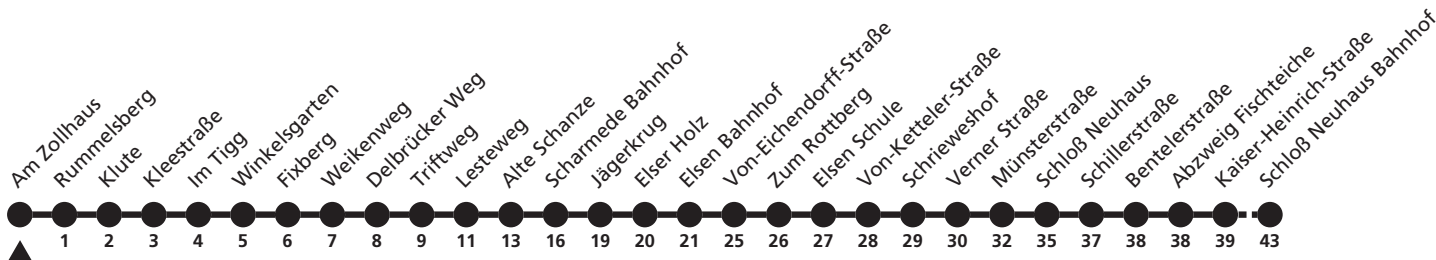 Am Zollhaus
Rummelsberg
Klute
Kleestraße
Im Tigg
Winkelsgarten
Fixberg
Weikenweg
Delbrücker Weg
Triftweg
Lesteweg
Alte Schanze
Scharmede Bahnhof
Jägerkrug
Elser Holz
Elsen Bahnhof
Von-Eichendorff-Straße
Zum Rottberg
Elsen Schule
Von-Ketteler-Straße
Schrieweshof
Verner Straße
Münsterstraße
Schloß Neuhaus
Schillerstraße
Bentelerstraße
Abzweig Fischteiche
Kaiser-Heinrich-Straße
Schloß Neuhaus Bahnhof
1 2 3 4 5 6 7 8 9 11 13 16 19 20 21 25 26 27 28 29 30 32 35 37 38 38 39 43